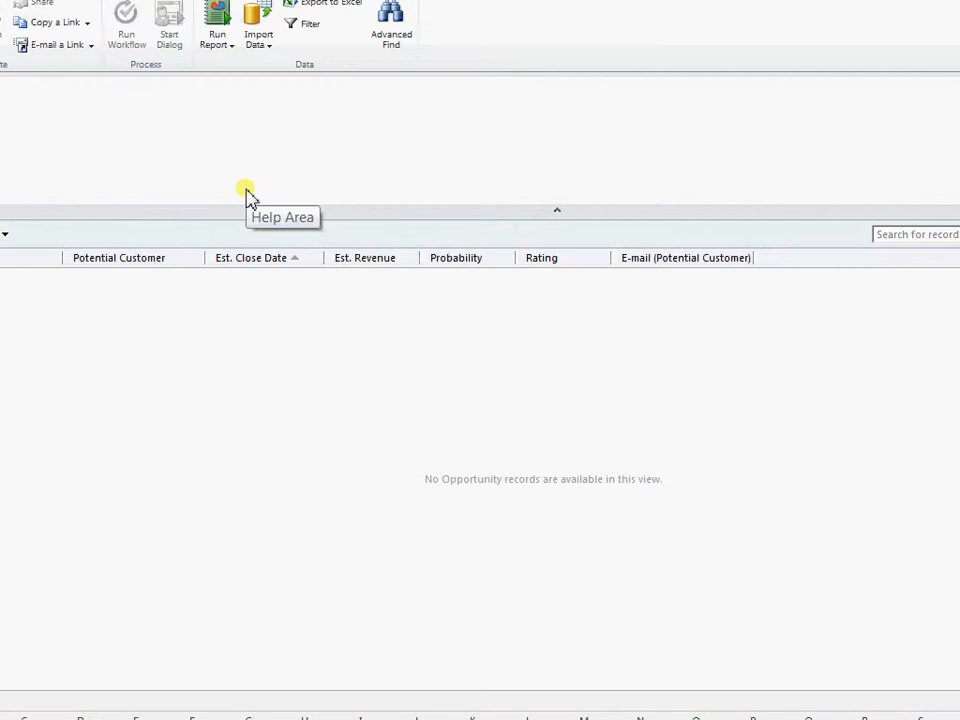 Share
Export to Excel
Copy a Link
Run
Workflow
Start
Dialog
Run
Report
Import
Data
Filter
Advanced
Find
E-mail a Link
te
Process
Data
Help Area
Search for record
Potential Customer
Est. Close Date
Est. Revenue
Probability
Rating
E-mail (Potential Customer)
No Opportunity records are available in this view.